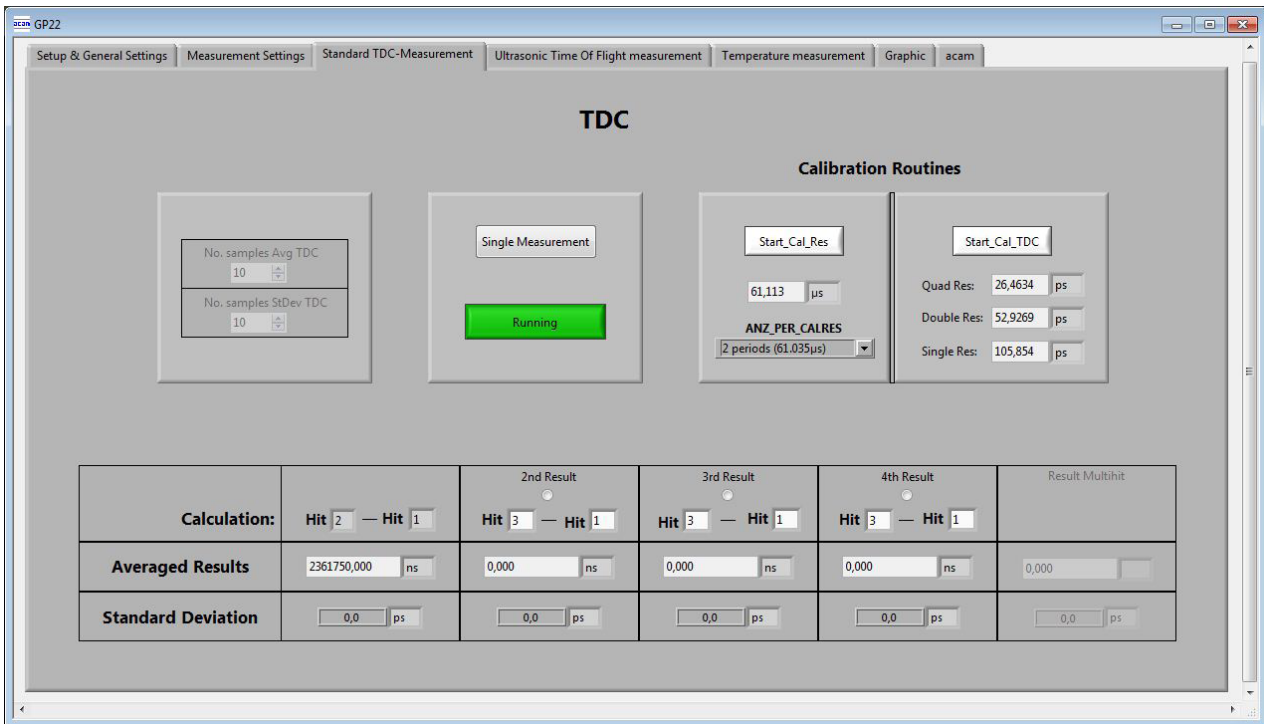 acam GP22
Setup & General Settings Measurement Settings Standard TDC-Measurement Ultrasonic Time Of Flight measurement Temperature measurement Graphic acam
TDC
Calibration Routines
No. samples Avg TDC
10
No. samples StDev TDC
10
Single Measurement
Running
Start_Cal_Res
61,113 µs
ANZ_PER_CALRES
2 periods (61.035µs)
Start_Cal_TDC
Quad Res: 26,4634 ps
Double Res: 52,9269 ps
Single Res: 105,854 ps
2nd Result 3rd Result 4th Result Result Multihit
Calculation: Hit 2 — Hit 1 Hit 3 — Hit 1 Hit 3 — Hit 1 Hit 3 — Hit 1
Averaged Results 2361750,000 ns 0,000 ns 0,000 ns 0,000 ns 0,000
Standard Deviation 0,0 ps 0,0 ps 0,0 ps 0,0 ps 0,0 ps